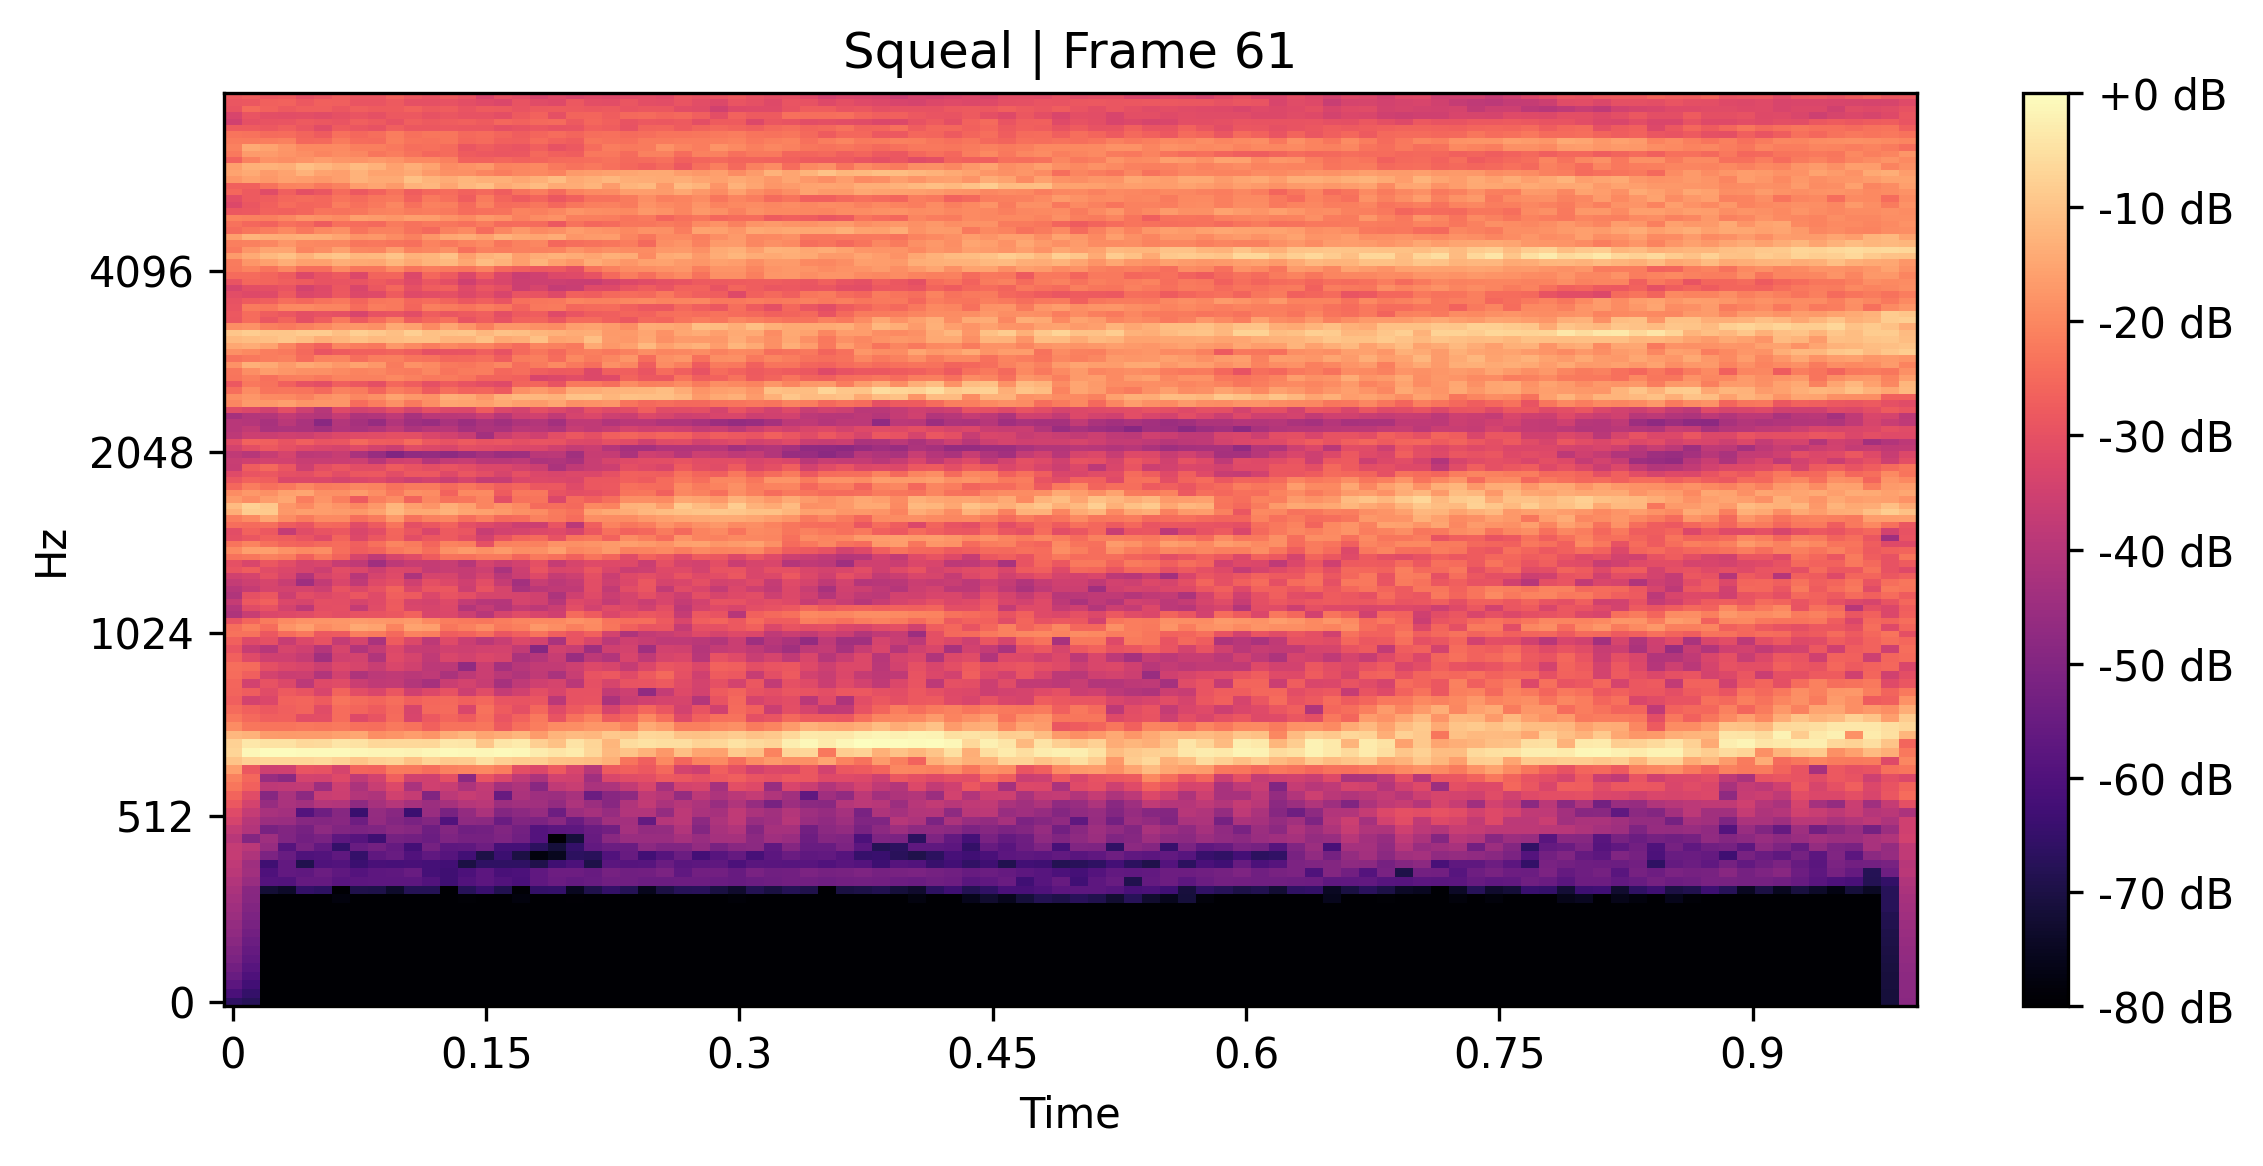 Squeal | Frame 61
Hz
4096
2048
1024
512
0
0 0.15 0.3 0.45 0.6 0.75 0.9
Time
+0 dB
-10 dB
-20 dB
-30 dB
-40 dB
-50 dB
-60 dB
-70 dB
-80 dB